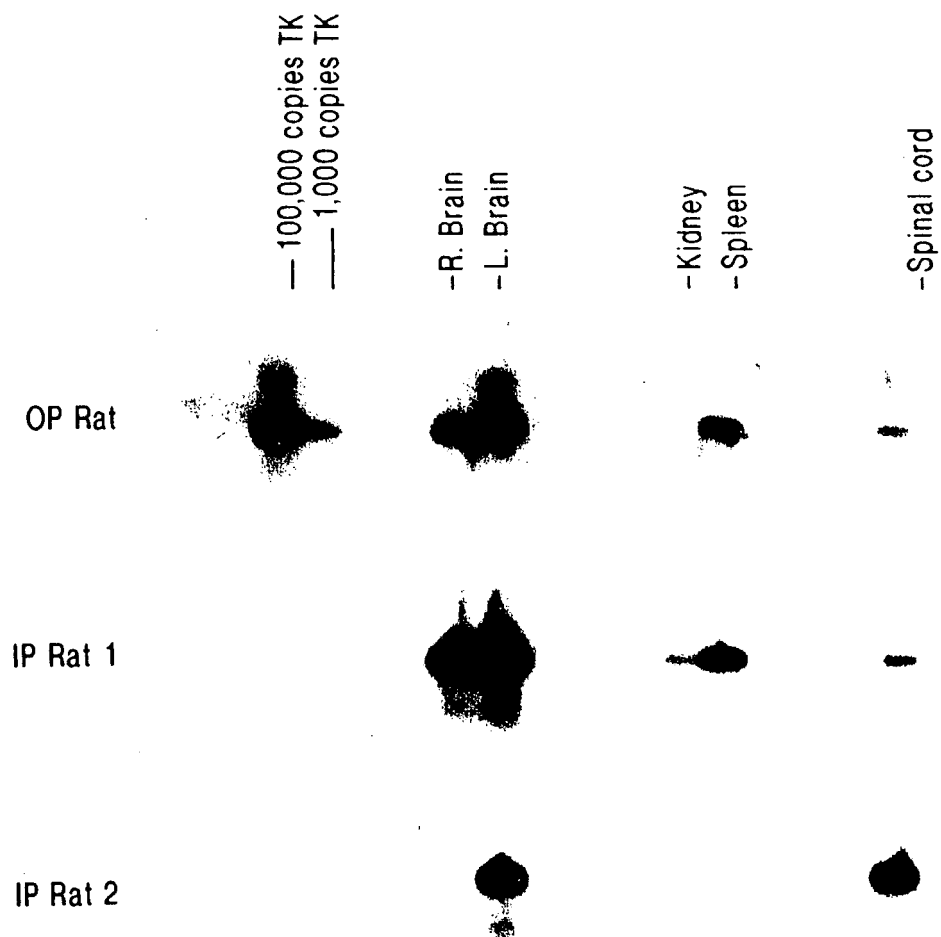 — 100,000 copies TK
— 1,000 copies TK
-R. Brain
-L. Brain
-Kidney
-Spleen
-Spinal cord
OP Rat
IP Rat 1
IP Rat 2